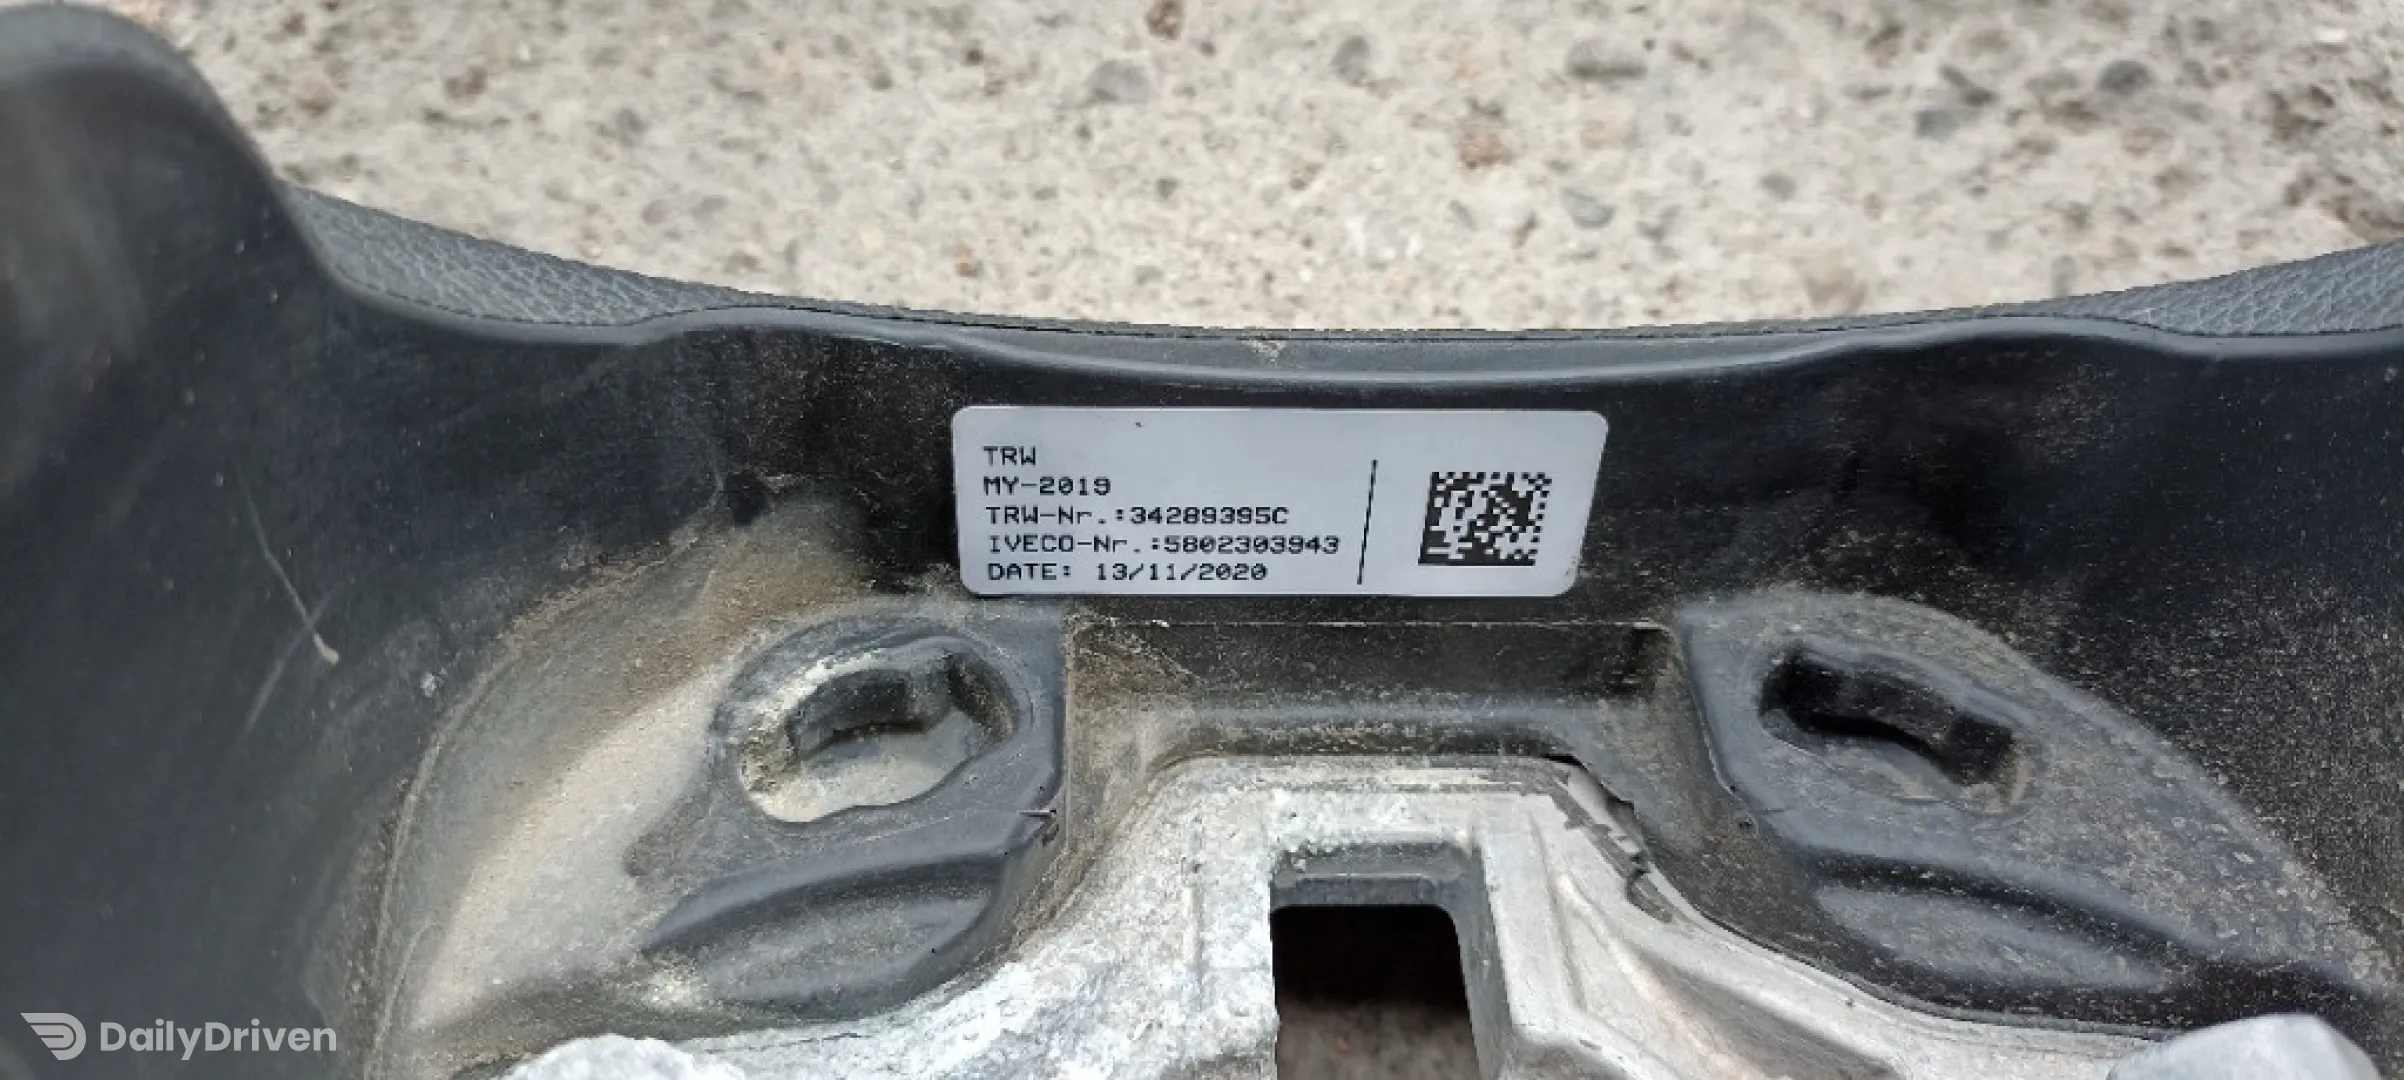 TRW
MY-2019
TRW-Nr.:34289395C
IVECO-Nr.:5802303943
DATE: 13/11/2020
DailyDriven